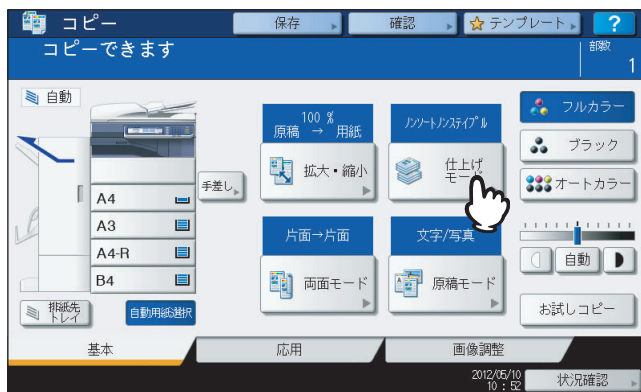 コピー
保存
確認
テンプレート
?
コピーできます
部数
1
自動
100 %
原稿 → 用紙
ノンソートノンステイプル
フルカラー
拡大・縮小
仕上げ
モード
ブラック
手差し
オートカラー
A4
A3
A4-R
B4
片面→片面
文字/写真
両面モード
原稿モード
自動
排紙先
トレイ
自動用紙選択
お試しコピー
基本
応用
画像調整
2012/05/10
10 : 52
状況確認